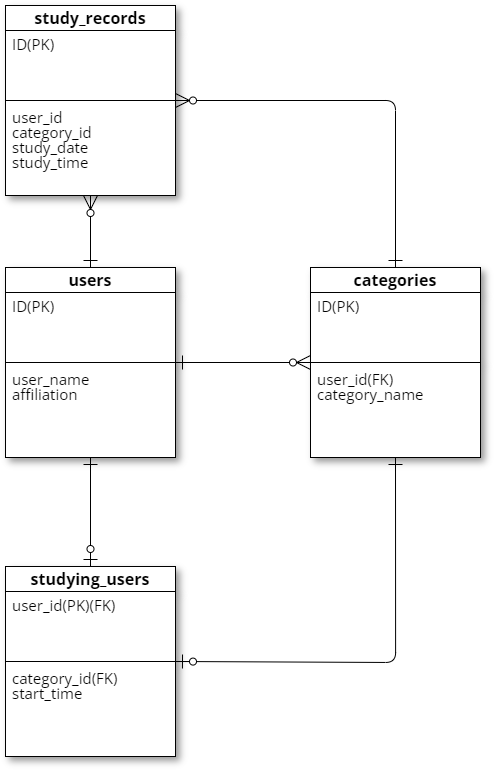 study_records
ID(PK)
user_id
category_id
study_date
study_time
users
ID(PK)
user_name
affiliation
categories
ID(PK)
user_id(FK)
category_name
studying_users
user_id(PK)(FK)
category_id(FK)
start_time